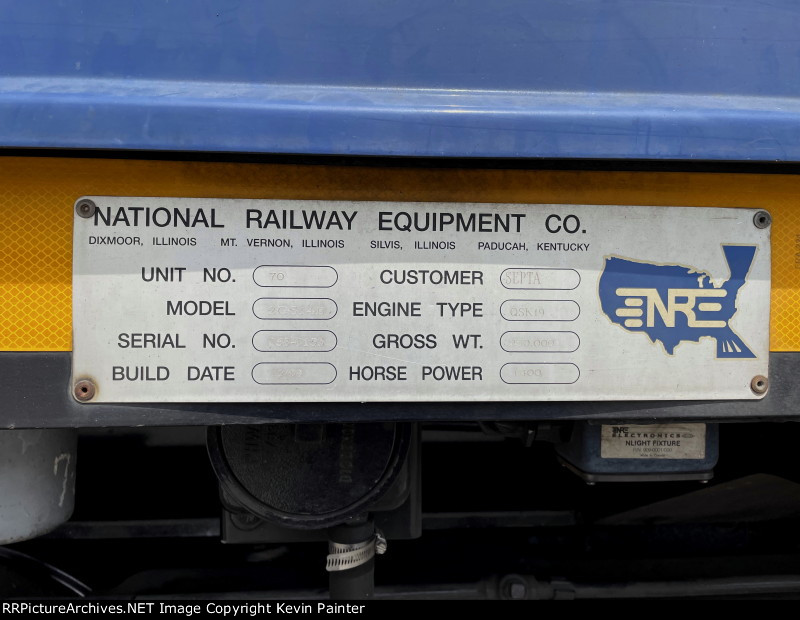 NATIONAL RAILWAY EQUIPMENT CO.
DIXMOOR, ILLINOIS MT. VERNON, ILLINOIS SILVIS, ILLINOIS PADUCAH, KENTUCKY
UNIT NO. 70 CUSTOMER SEPTA
MODEL ENGINE TYPE QSK19
SERIAL NO. GROSS WT.
BUILD DATE HORSE POWER
NRE
NRE
ELECTRONICS
NLIGHT FIXTURE
RRPictureArchives.NET Image Copyright Kevin Painter